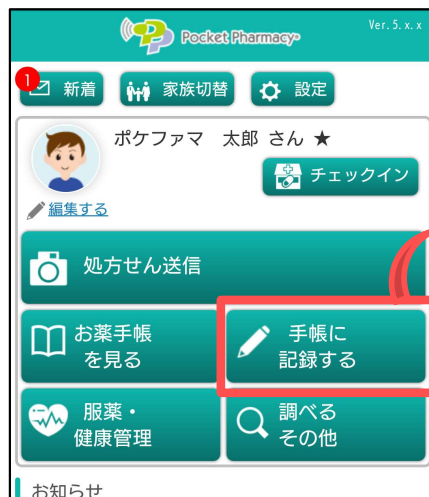 Pocket Pharmacy
Ver. 5. x. x
1
新着
家族切替
設定
ポケファマ 太郎 さん ★
チェックイン
編集する
処方せん送信
お薬手帳
を見る
手帳に
記録する
服薬・
健康管理
調べる
その他
お知らせ